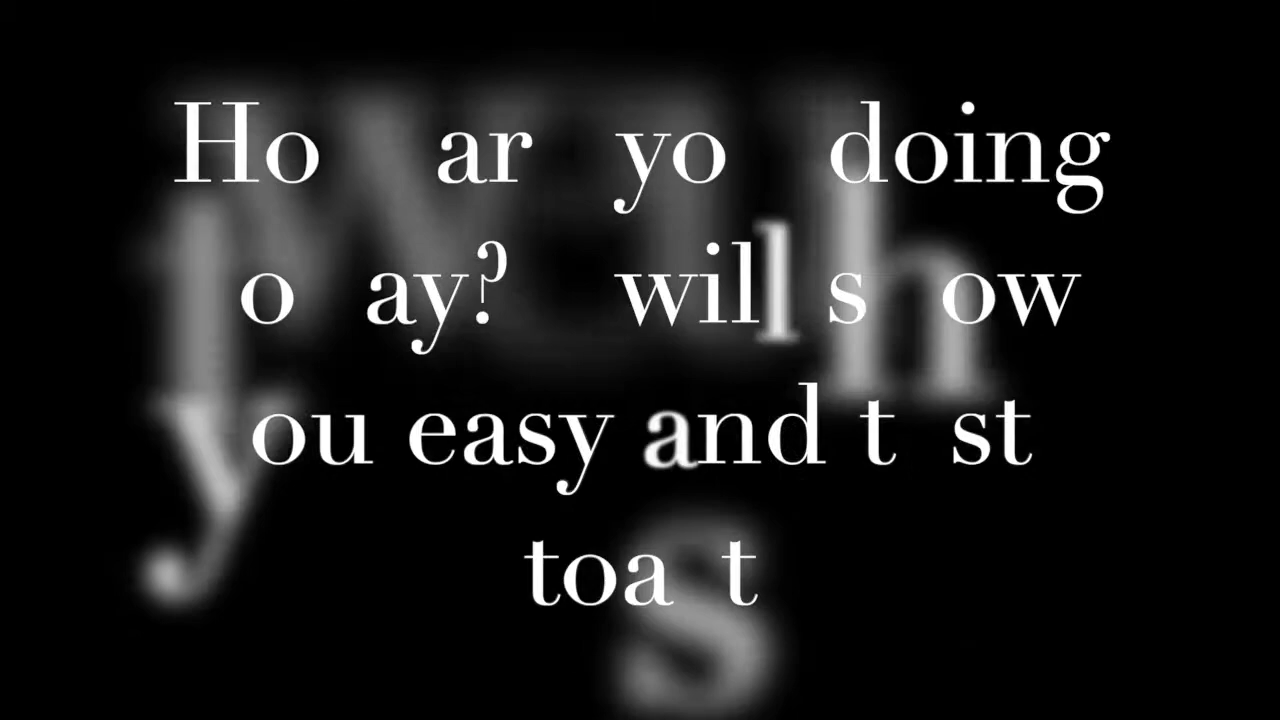 Ho ar yo doing
o ay? will s ow
ou easy and t st
toa t